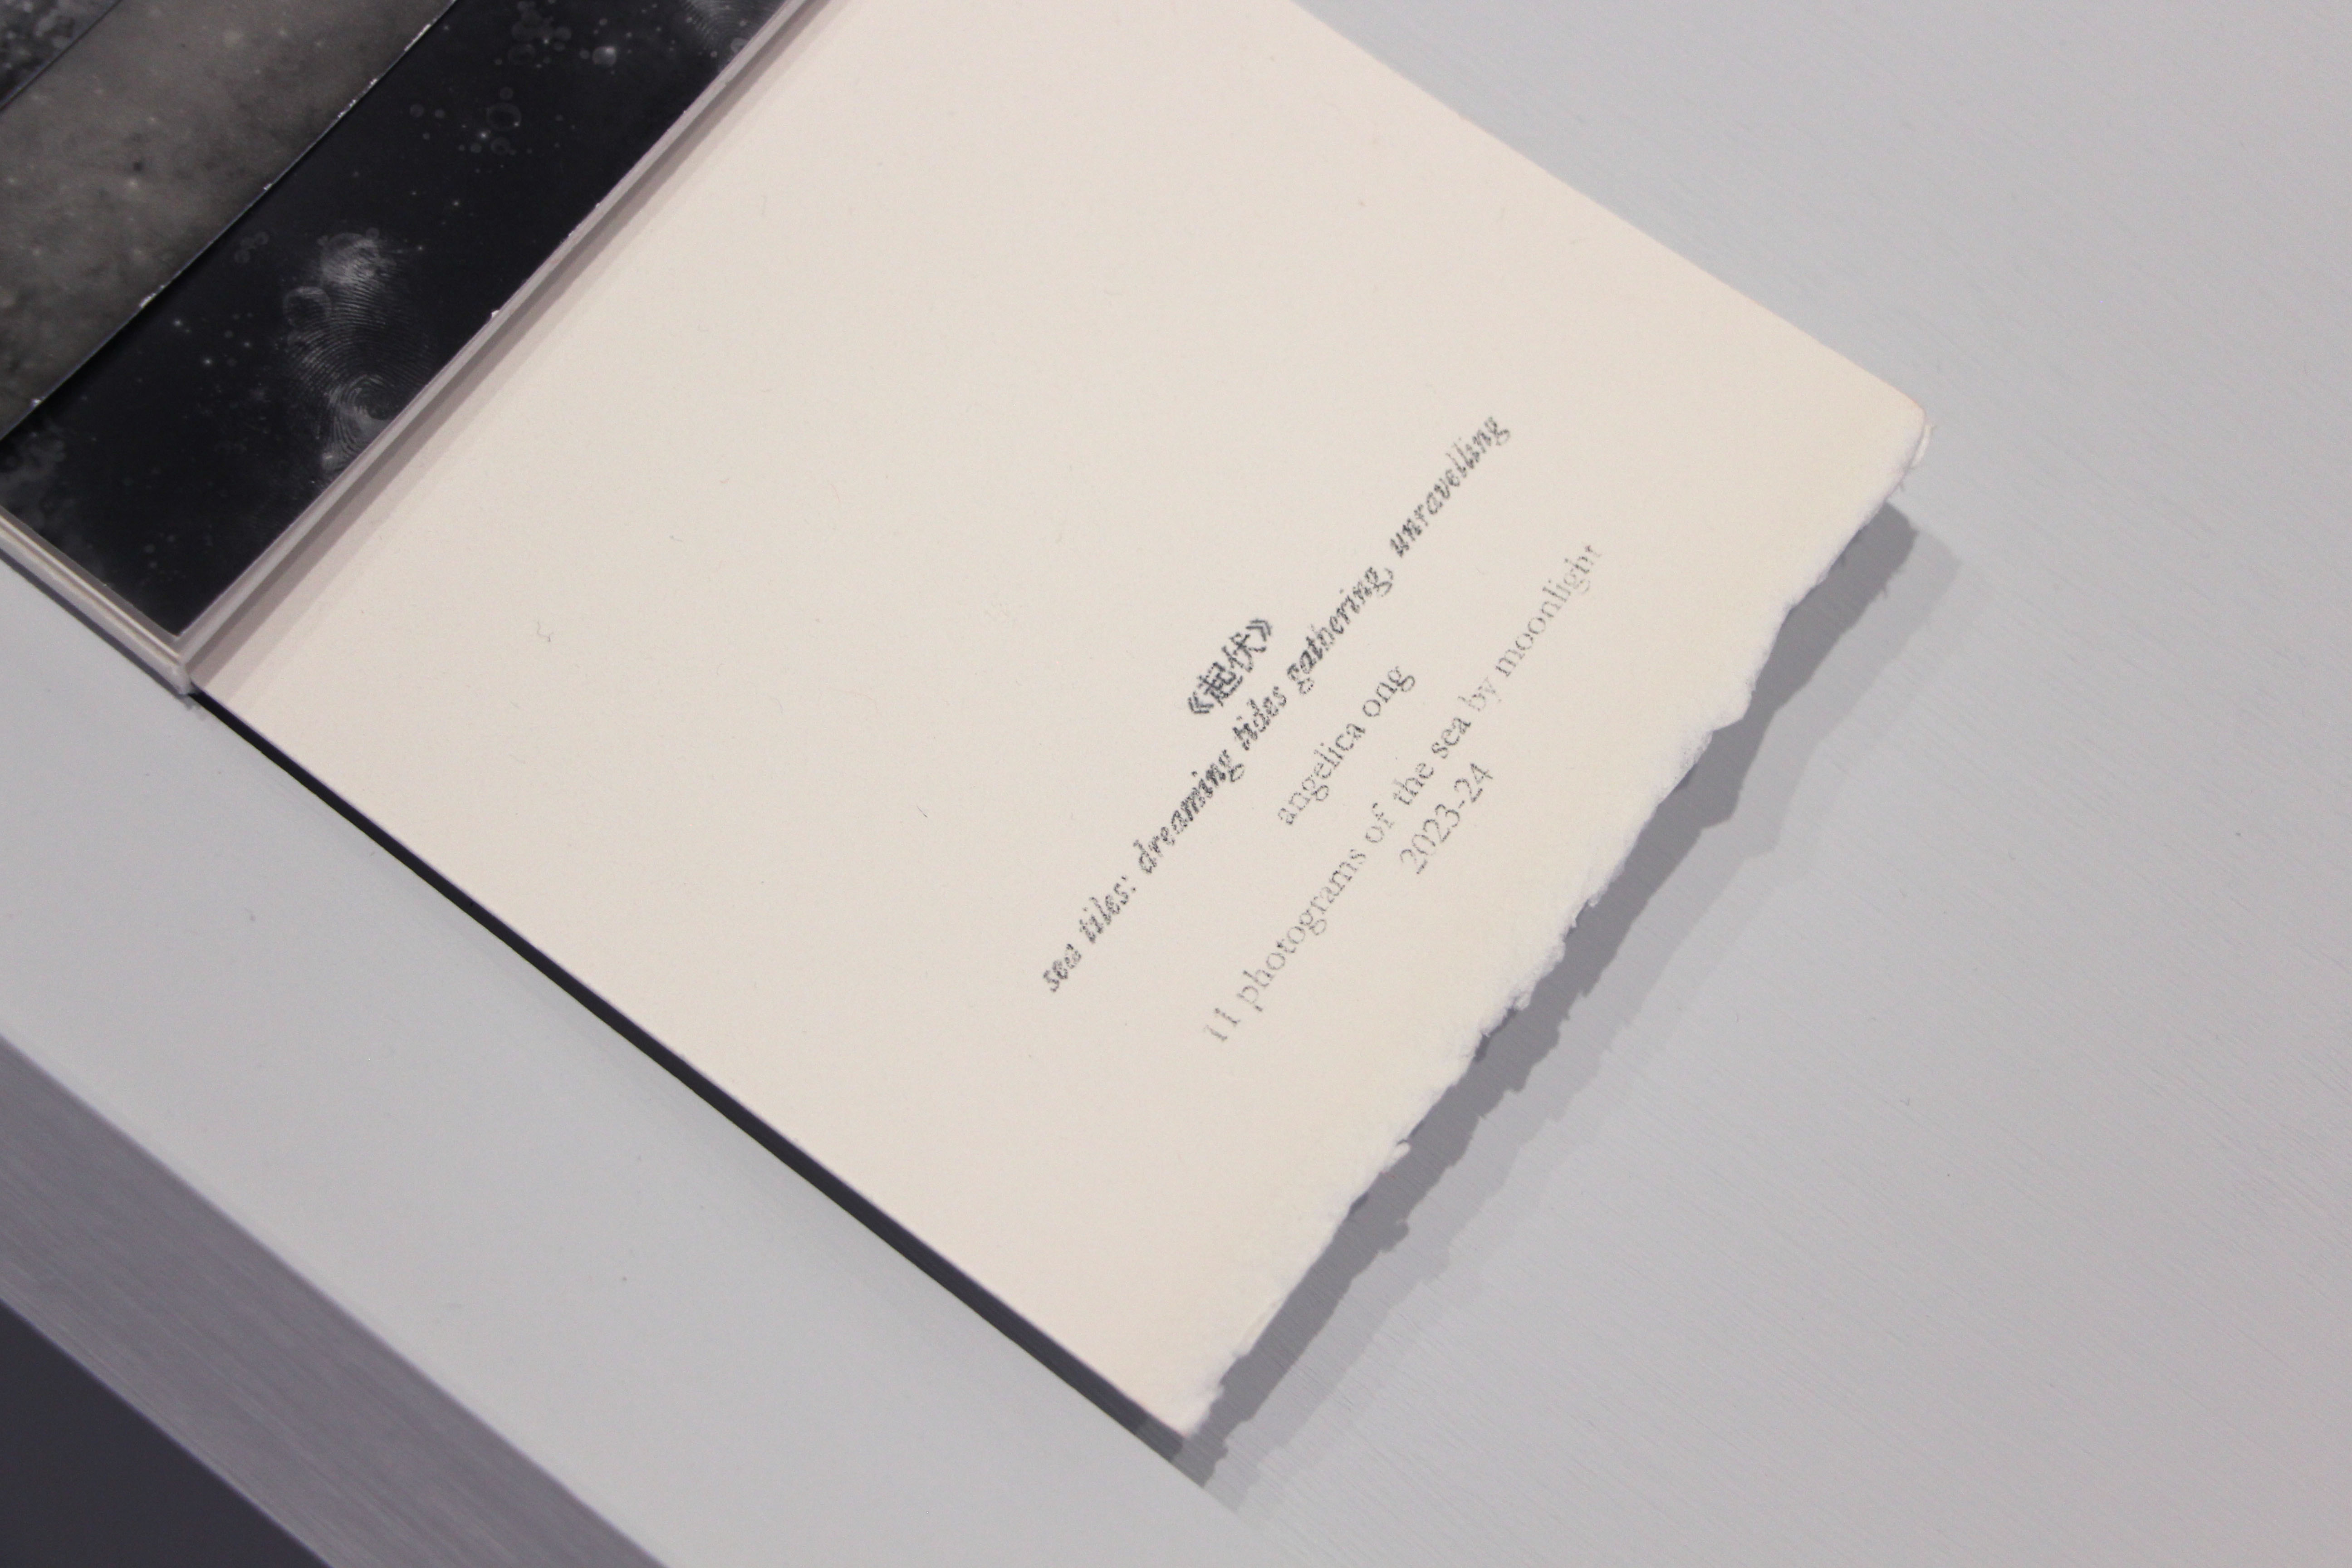 《起伏》
sea tiles: dreaming tides gathering, unravelling
angelica ong
11 photograms of the sea by moonlight
2023-24